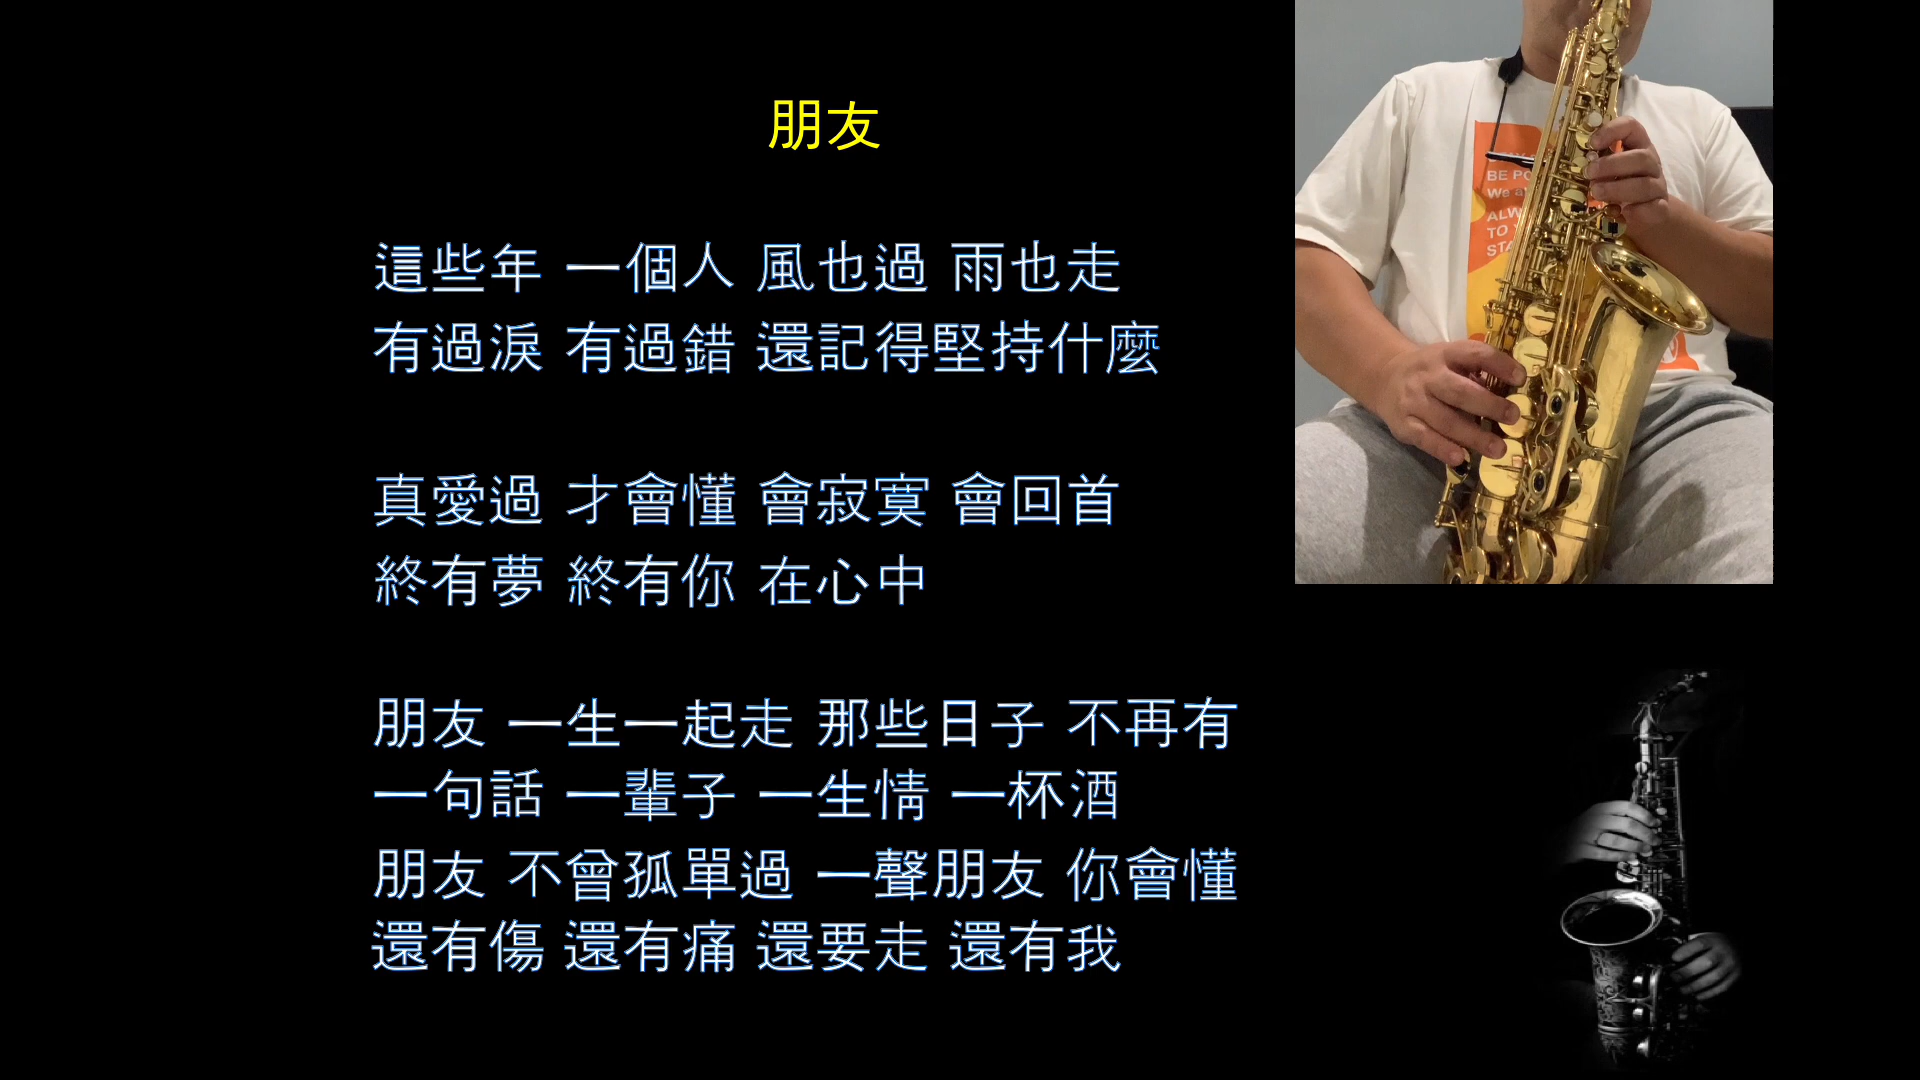 朋友
這些年 一個人 風也過 雨也走
有過淚 有過錯 還記得堅持什麼
真愛過 才會懂 會寂寞 會回首
終有夢 終有你 在心中
朋友 一生一起走 那些日子 不再有
一句話 一輩子 一生情 一杯酒
朋友 不曾孤單過 一聲朋友 你會懂
還有傷 還有痛 還要走 還有我
BE PO
We a
ALW
TO
STA